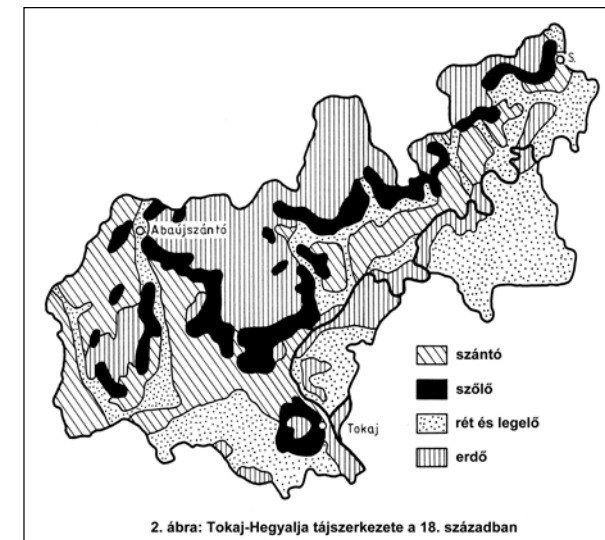 S.
Abaújszántó
szántó
szőlő
rét és legelő
erdő
Tokaj
2. ábra: Tokaj-Hegyalja tájszerkezete a 18. században